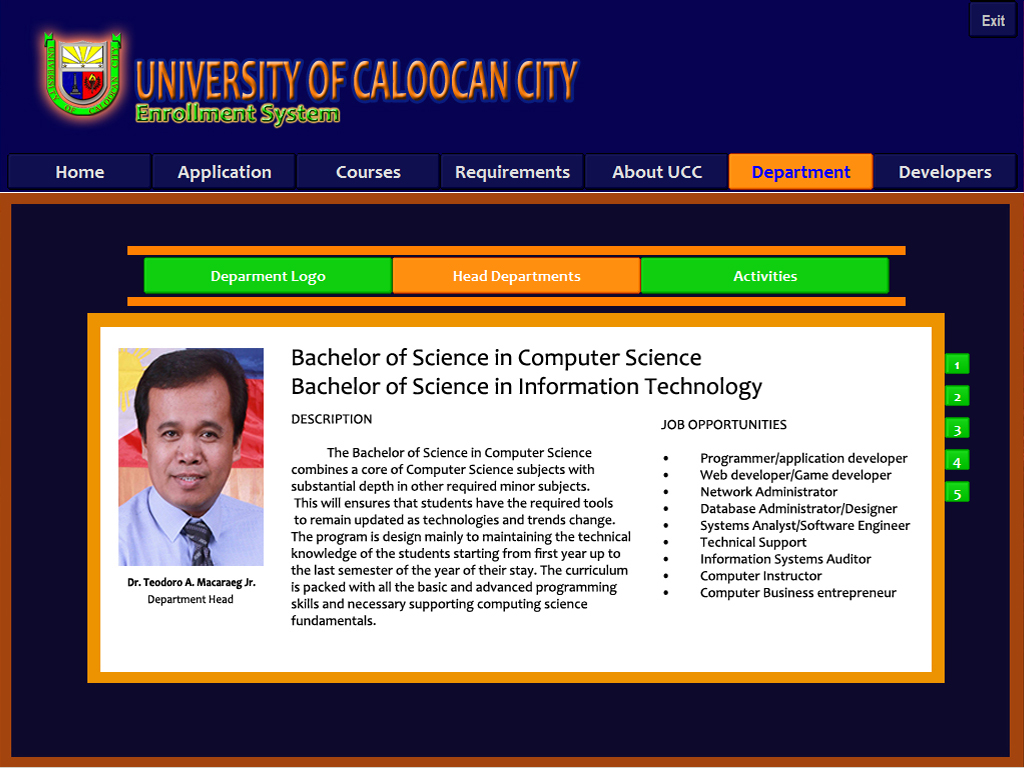 Exit
UNIVERSITY OF CALOOCAN CITY
UNIVERSITY OF CALOOCAN CITY
Enrollment System
Home
Application
Courses
Requirements
About UCC
Department
Developers
Deparment Logo
Head Departments
Activities
Bachelor of Science in Computer Science
Bachelor of Science in Information Technology
DESCRIPTION
The Bachelor of Science in Computer Science
combines a core of Computer Science subjects with
substantial depth in other required minor subjects.
This will ensures that students have the required tools
to remain updated as technologies and trends change.
The program is design mainly to maintaining the technical
knowledge of the students starting from first year up to
the last semester of the year of their stay. The curriculum
is packed with all the basic and advanced programming
skills and necessary supporting computing science
fundamentals.
JOB OPPORTUNITIES
• Programmer/application developer
• Web developer/Game developer
• Network Administrator
• Database Administrator/Designer
• Systems Analyst/Software Engineer
• Technical Support
• Information Systems Auditor
• Computer Instructor
• Computer Business entrepreneur
Dr. Teodoro A. Macaraeg Jr.
Department Head
1
2
3
4
5